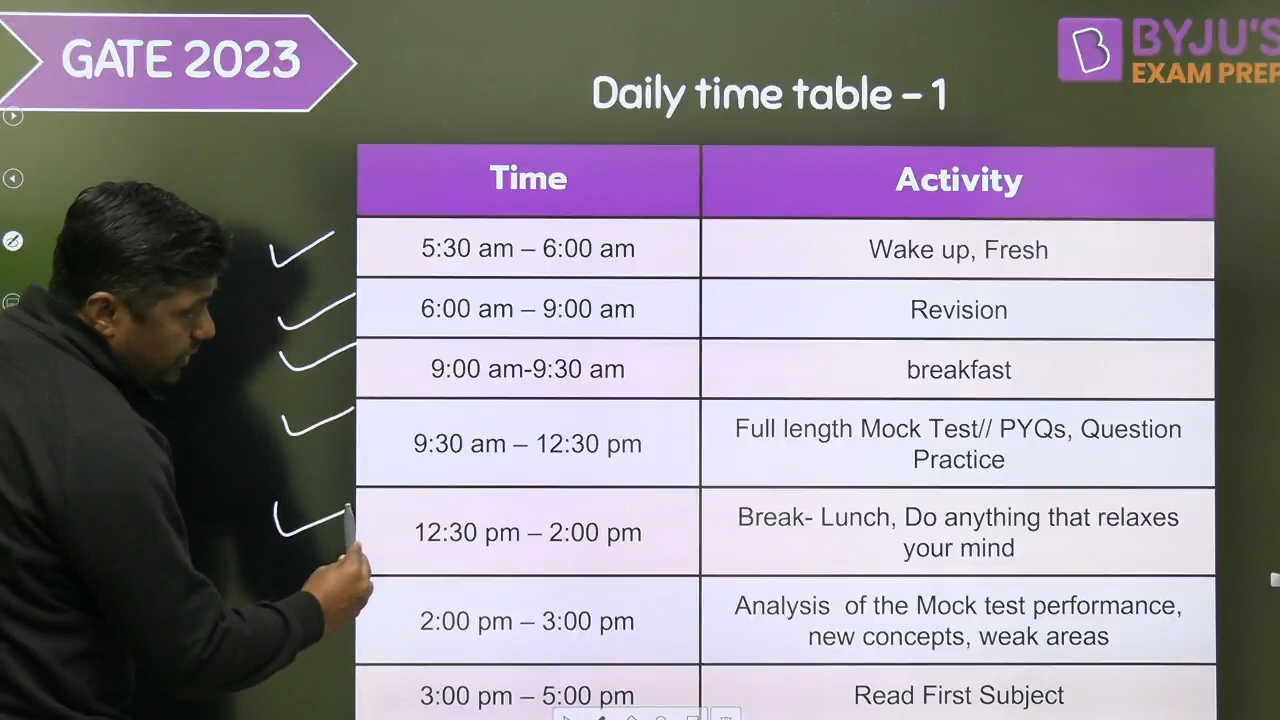 GATE 2023
BYJU'S
EXAM PREP
Daily time table – 1
Time
Activity
5:30 am – 6:00 am
Wake up, Fresh
6:00 am – 9:00 am
Revision
9:00 am-9:30 am
breakfast
9:30 am – 12:30 pm
Full length Mock Test// PYQs, Question
Practice
12:30 pm – 2:00 pm
Break- Lunch, Do anything that relaxes
your mind
2:00 pm – 3:00 pm
Analysis  of the Mock test performance,
new concepts, weak areas
3:00 pm – 5:00 pm
Read First Subject